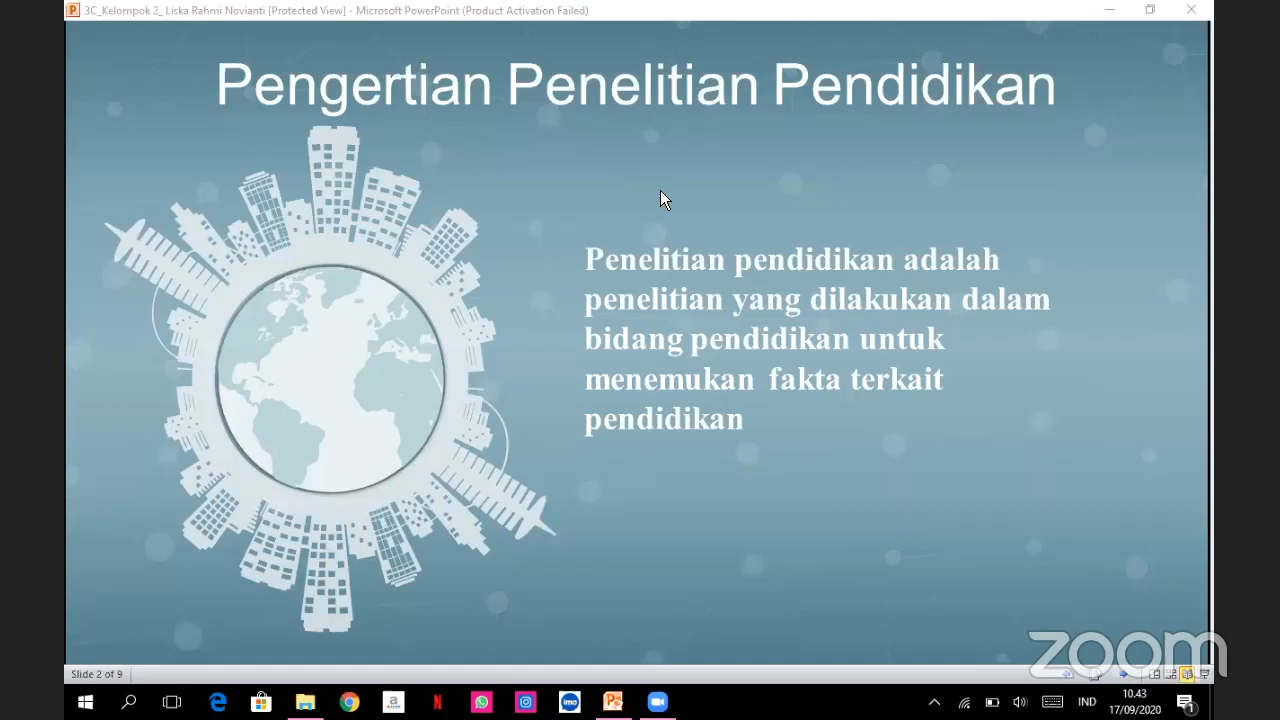 3C_Kelompok 2_ Liska Rahmi Novianti [Protected View] - Microsoft PowerPoint (Product Activation Failed)
Pengertian Penelitian Pendidikan
Penelitian pendidikan adalah
penelitian yang dilakukan dalam
bidang pendidikan untuk
menemukan fakta terkait
pendidikan
zoom
Slide 2 of 9
IND
10.43
17/09/2020
1
imo